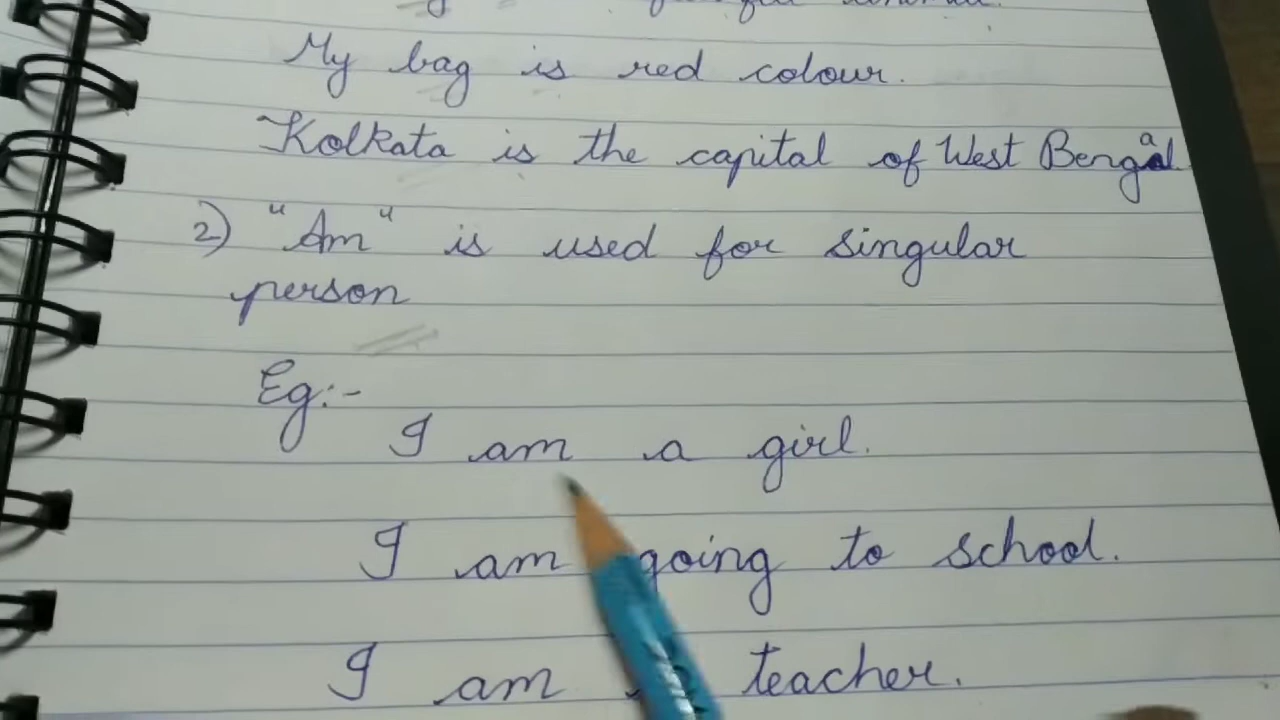 My bag is red colour.
Kolkata is the capital of West Bengal.
2) "Am" is used for singular
person
Eg:-
I am a girl.
I am going to school.
I am teacher.